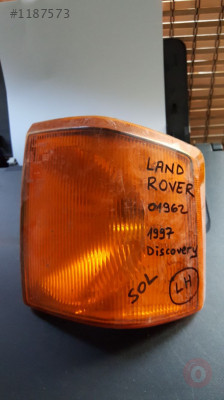 #1187573
LAND
ROVER
01962
1997
Discovery
SOL
LH